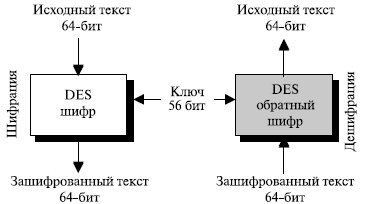 Исходный текст
64-бит
Исходный текст
64-бит
Шифрация
DES
шифр
Ключ
56 бит
DES
обратный
шифр
Дешифрация
Зашифрованный текст
64-бит
Зашифрованный текст
64-бит